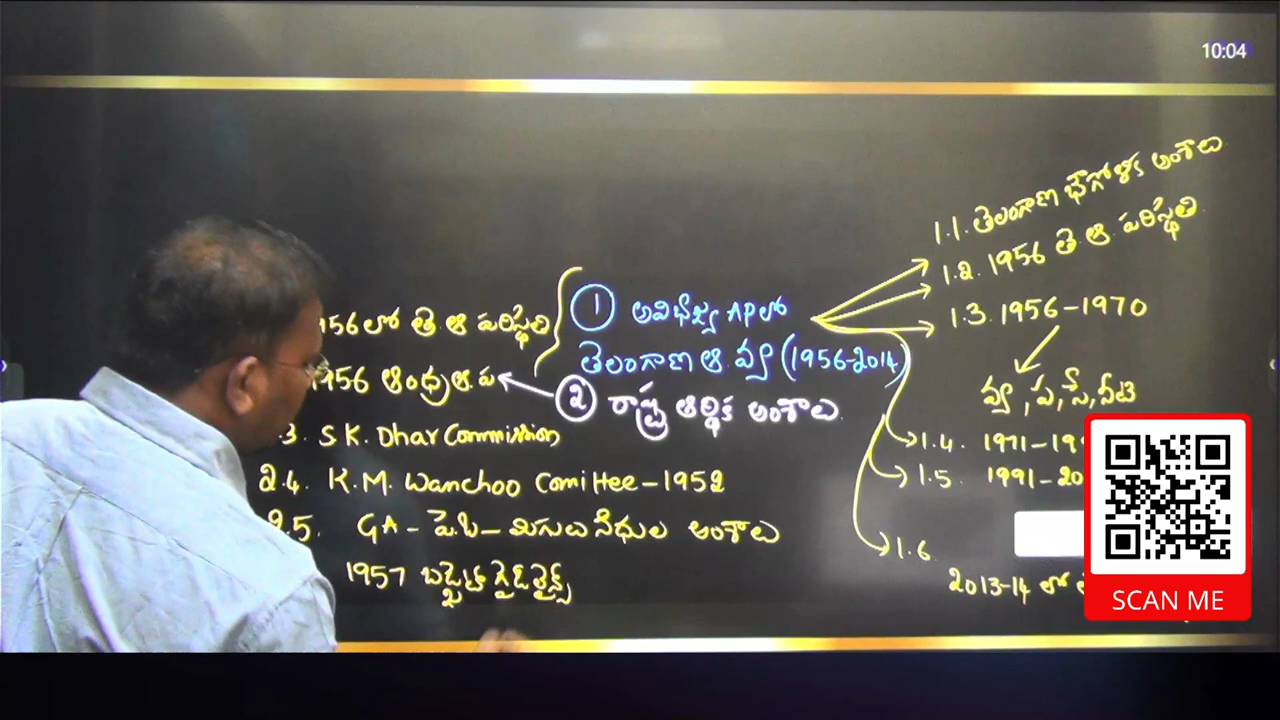 10:04
1.1. తెలంగాణ భౌగోళిక అంశాలు
1.2. 1956 తె. ఆ. పరిస్థితి
1.3. 1956-1970
వ్య, ప, సే, నీటి
1.4. 1971-19
1.5. 1991-20
1.6.
2013-14 లో
① అవిభజ్య APలో
తెలంగాణ ఆ. వ్య (1956-2014)
② రాష్ట్ర ఆర్థిక అంశాలు.
956లో తె. ఆ పరిస్థితి
1956 ఆంధ్ర ఆ. ప
3 S.K. Dhar Commission
2.4. K.M. Wanchoo Comittee-1952
2.5. GA - పె.బి - మిగులు నిధుల అంశాలు
1957 బడ్జెట్ గైడ్‌లైన్స్
SCAN ME